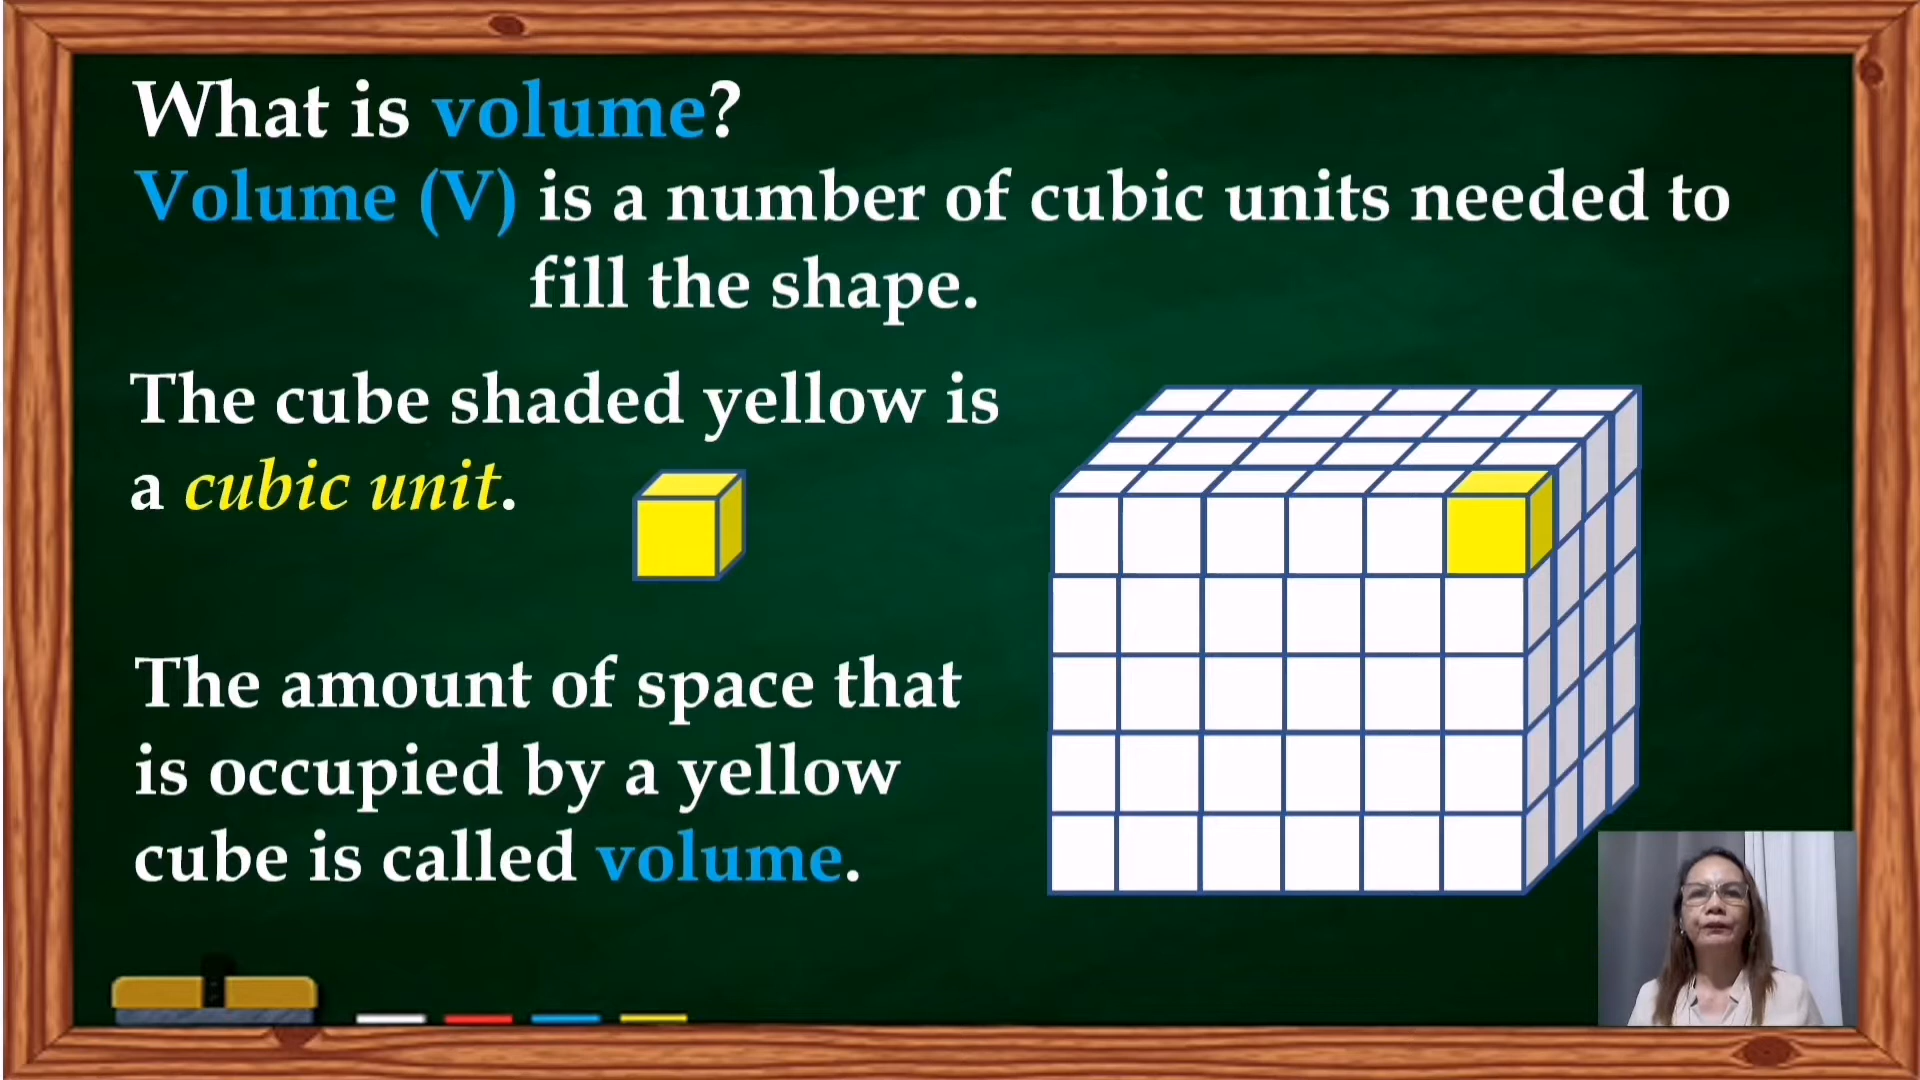 What is volume?
Volume (V) is a number of cubic units needed to
fill the shape.
The cube shaded yellow is
a cubic unit.
The amount of space that
is occupied by a yellow
cube is called volume.